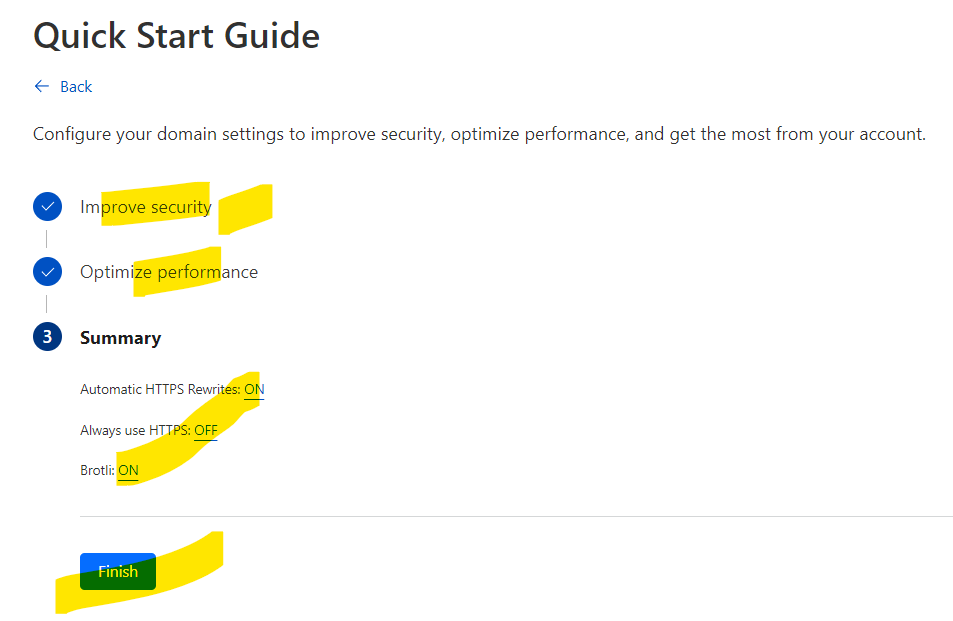 Quick Start Guide
← Back
Configure your domain settings to improve security, optimize performance, and get the most from your account.
Improve security
Optimize performance
3 Summary
Automatic HTTPS Rewrites: ON
Always use HTTPS: OFF
Brotli: ON
Finish